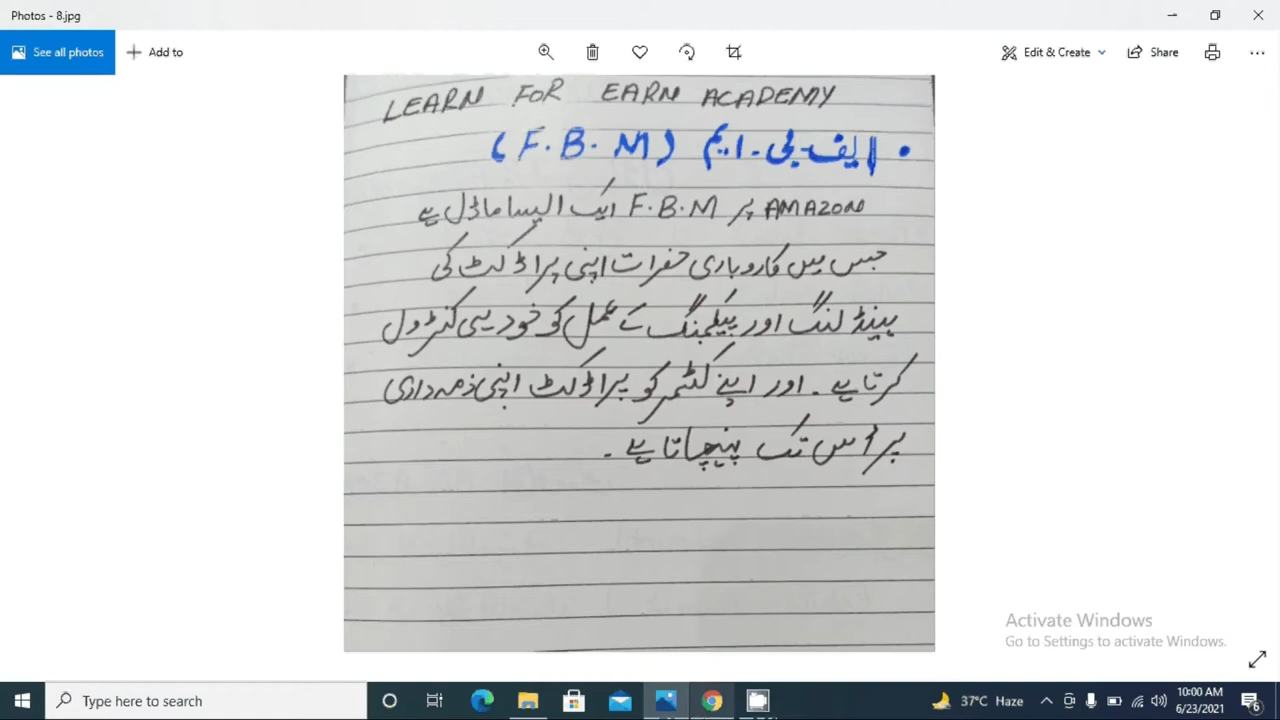 Photos - 8.jpg
See all photos
Add to
Edit & Create
Share
LEARN FOR EARN ACADEMY
• ایف۔بی۔ایم (F.B.M)
AMAZON پر F.B.M ایک ایسا ماڈل ہے
جس میں کاروباری حضرات اپنی پراڈکٹ کی
ہینڈلنگ اور پیکجنگ کے عمل کو خود ہی کنٹرول
کرتا ہے۔ اور اپنے کسٹمر کو پراڈکٹ اپنی ذمہ داری
پر اُس تک پہنچاتا ہے۔
Activate Windows
Go to Settings to activate Windows.
Type here to search
37°C Haze
10:00 AM
6/23/2021
6